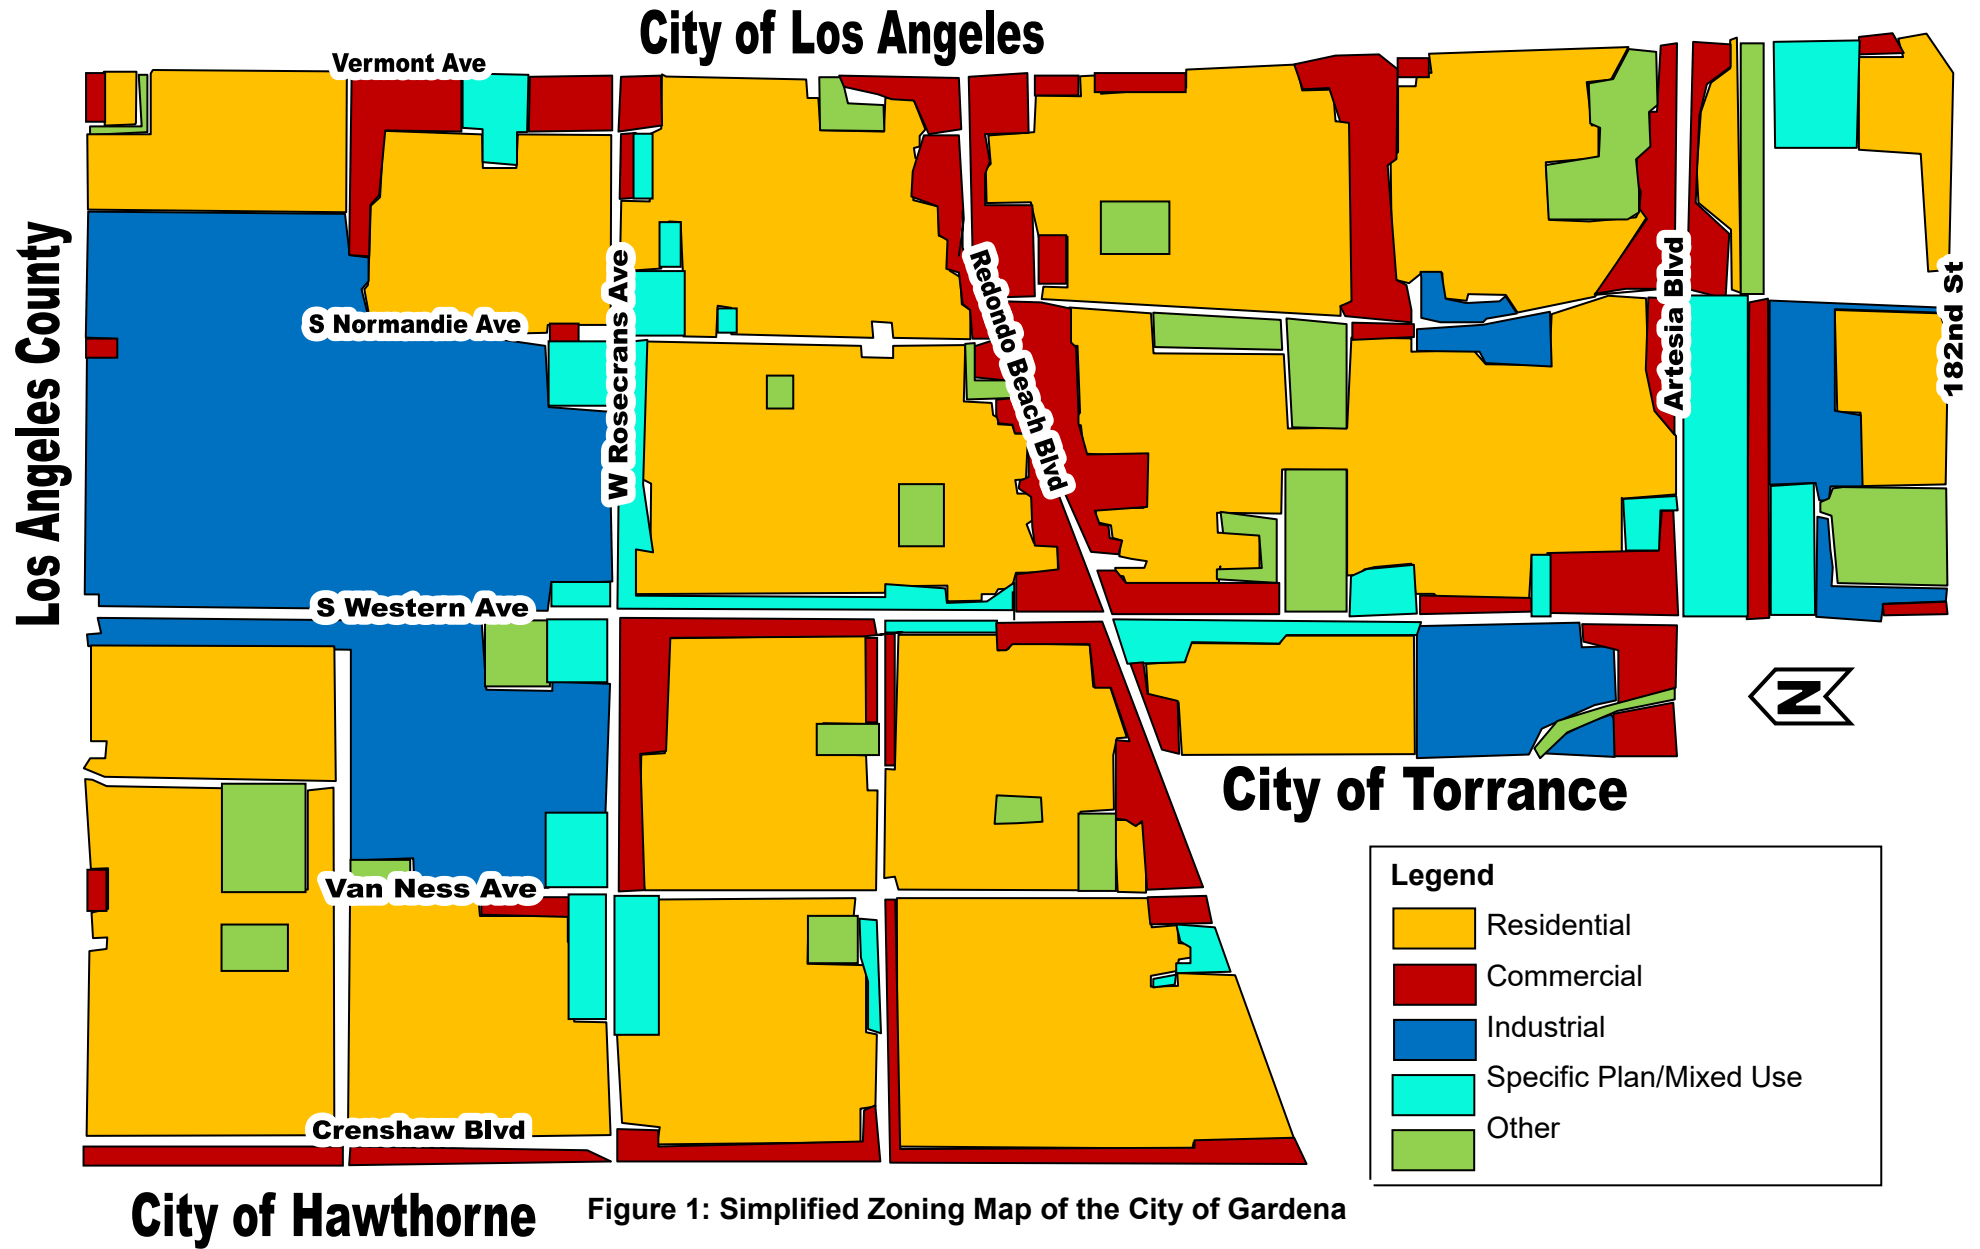 City of Los Angeles
Vermont Ave
Los Angeles County
S Normandie Ave
W Rosecrans Ave
Redondo Beach Blvd
Artesia Blvd
182nd St
S Western Ave
N
City of Torrance
Van Ness Ave
Legend
Residential
Commercial
Industrial
Specific Plan/Mixed Use
Other
Crenshaw Blvd
City of Hawthorne
Figure 1: Simplified Zoning Map of the City of Gardena